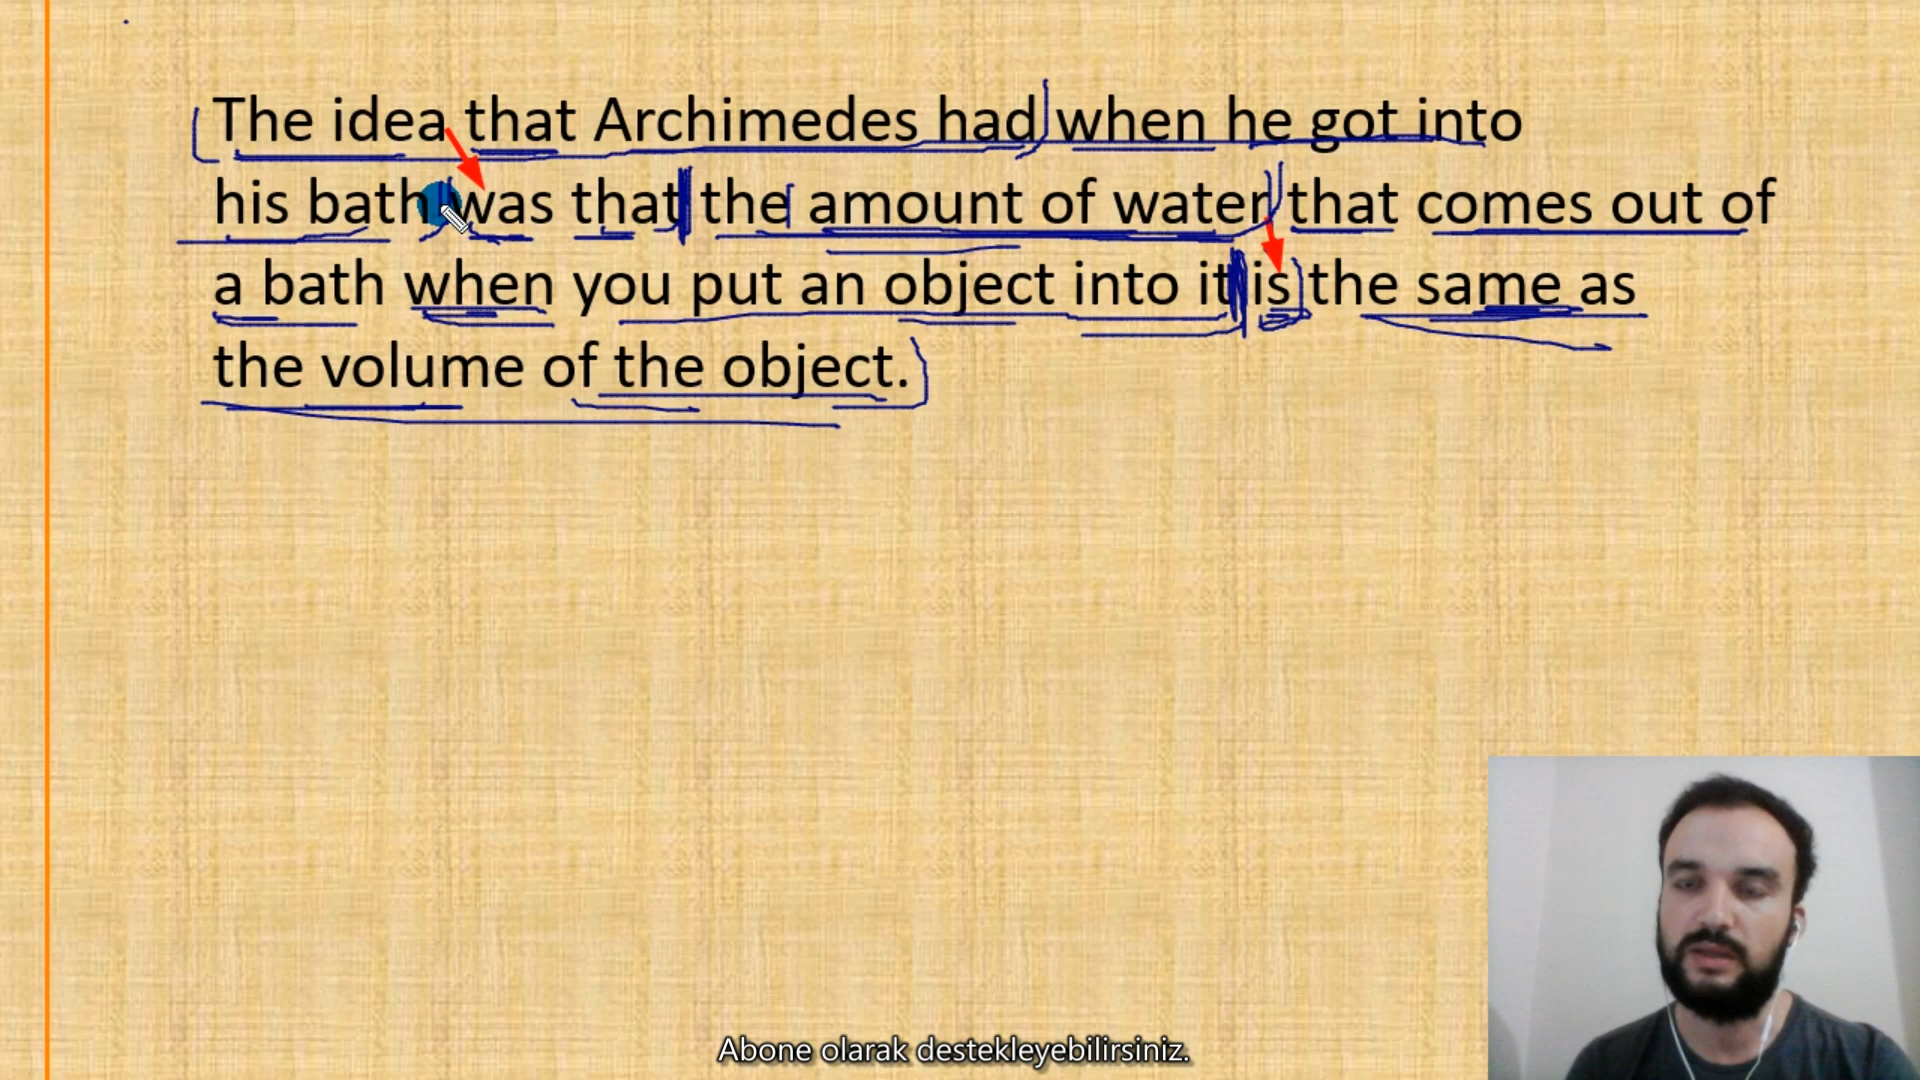 The idea that Archimedes had when he got into
his bath was that the amount of water that comes out of
a bath when you put an object into it is the same as
the volume of the object.
Abone olarak destekleyebilirsiniz.